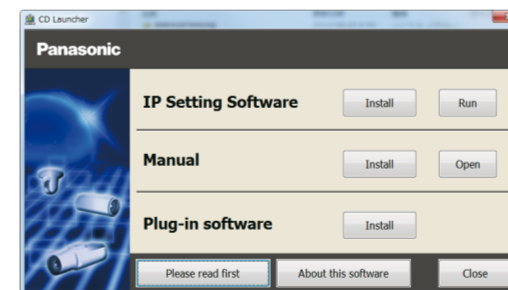 CD Launcher
Panasonic
IP Setting Software Install Run
Manual Install Open
Plug-in software Install
Please read first About this software Close